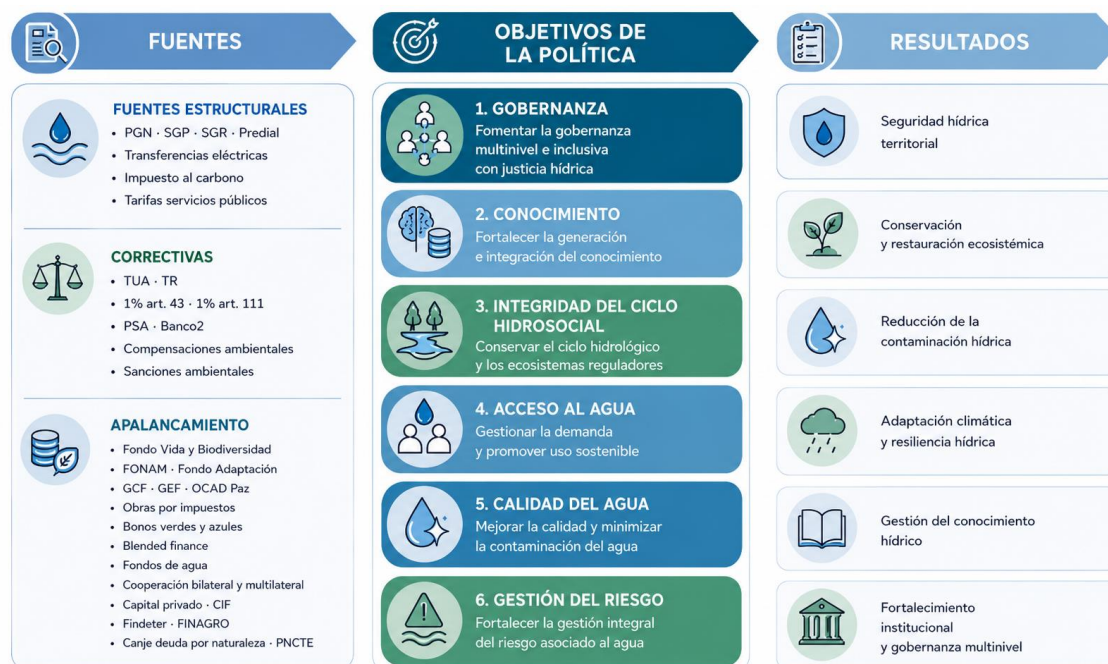 FUENTES
FUENTES ESTRUCTURALES
• PGN · SGP · SGR · Predial
• Transferencias eléctricas
• Impuesto al carbono
• Tarifas servicios públicos
CORRECTIVAS
• TUA · TR
• 1% art. 43 · 1% art. 111
• PSA · Banco2
• Compensaciones ambientales
• Sanciones ambientales
APALANCAMIENTO
• Fondo Vida y Biodiversidad
• FONAM · Fondo Adaptación
• GCF · GEF · OCAD Paz
• Obras por impuestos
• Bonos verdes y azules
• Blended finance
• Fondos de agua
• Cooperación bilateral y multilateral
• Capital privado · CIF
• Findeter · FINAGRO
• Canje deuda por naturaleza · PNCTE
OBJETIVOS DE
LA POLÍTICA
1. GOBERNANZA
Fomentar la gobernanza
multinivel e inclusiva
con justicia hídrica
2. CONOCIMIENTO
Fortalecer la generación
e integración del conocimiento
3. INTEGRIDAD DEL CICLO
HIDROSOCIAL
Conservar el ciclo hidrológico
y los ecosistemas reguladores
4. ACCESO AL AGUA
Gestionar la demanda
y promover uso sostenible
5. CALIDAD DEL AGUA
Mejorar la calidad y minimizar
la contaminación del agua
6. GESTIÓN DEL RIESGO
Fortalecer la gestión integral
del riesgo asociado al agua
RESULTADOS
Seguridad hídrica
territorial
Conservación
y restauración ecosistémica
Reducción de la
contaminación hídrica
Adaptación climática
y resiliencia hídrica
Gestión del conocimiento
hídrico
Fortalecimiento
institucional
y gobernanza multinivel